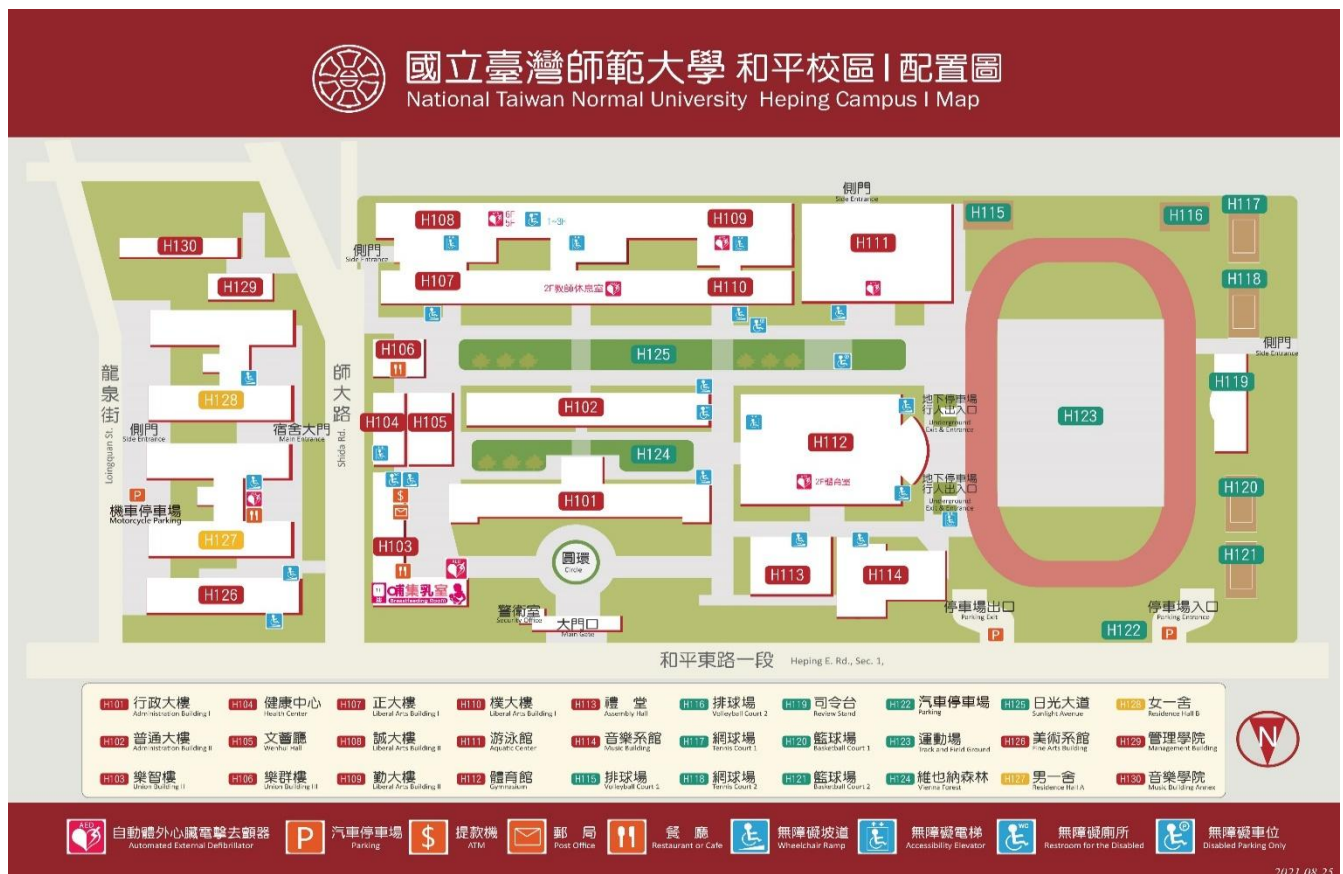 國立臺灣師範大學 和平校區I配置圖
National Taiwan Normal University Heping Campus I Map
側門
Side Entrance
H115
H116
H117
H108
6F
5F
1~3F
H109
H111
H130
側門
Side Entrance
H129
H107
2F教師休息室
H110
H118
H106
H125
側門
Side Entrance
龍泉街
師大路
Shida Rd.
H128
H104
H105
H102
地下停車場
行人出入口
Underground
Exit & Entrance
H119
H123
側門
Side Entrance
宿舍大門
Main Entrance
H124
H112
2F體育室
地下停車場
行人出入口
Underground
Exit & Entrance
P
機車停車場
Motorcycle Parking
$
H101
H120
H127
H103
圓環
Circle
H121
AED
哺集乳室
Breastfeeding Room
H113
H114
H126
警衛室
Security Office
大門口
Main Gate
停車場出口
Parking Exit
P
H122
停車場入口
Parking Entrance
P
和平東路一段 Heping E. Rd., Sec. 1,
H101 行政大樓 Administration Building I
H104 健康中心 Health Center
H107 正大樓 Liberal Arts Building I
H110 樸大樓 Liberal Arts Building I
H113 禮 堂 Assembly Hall
H116 排球場 Volleyball Court 2
H119 司令台 Review Stand
H122 汽車停車場 Parking
H125 日光大道 Sunlight Avenue
H128 女一舍 Residence Hall B
H102 普通大樓 Administration Building II
H105 文薈廳 Wenhui Hall
H108 誠大樓 Liberal Arts Building II
H111 游泳館 Aquatic Center
H114 音樂系館 Music Building
H117 網球場 Tennis Court 1
H120 籃球場 Basketball Court 1
H123 運動場 Track and Field Ground
H126 美術系館 Fine Arts Building
H129 管理學院 Management Building
H103 樂智樓 Union Building II
H106 樂群樓 Union Building III
H109 勤大樓 Liberal Arts Building II
H112 體育館 Gymnasium
H115 排球場 Volleyball Court 1
H118 網球場 Tennis Court 2
H121 籃球場 Basketball Court 2
H124 維也納森林 Vienna Forest
H127 男一舍 Residence Hall A
H130 音樂學院 Music Building Annex
N
AED 自動體外心臟電擊去顫器 Automated External Defibrillator
P 汽車停車場 Parking
$ 提款機 ATM
郵 局 Post Office
餐 廳 Restaurant or Cafe
無障礙坡道 Wheelchair Ramp
無障礙電梯 Accessibility Elevator
WC 無障礙廁所 Restroom for the Disabled
P 無障礙車位 Disabled Parking Only
2021.08.25